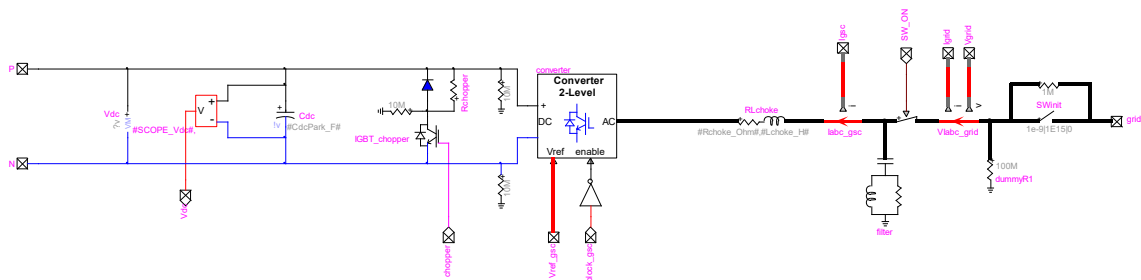 converter
Converter
2-Level
+
DC
AC
Vref
enable
P
N
Vdc
?v
1M
!v
#SCOPE_Vdc#,
V
+
-
Vdc
+
Cdc
!v
#CdcPark_F#
10M
Rchopper
10M
10M
IGBT_chopper
chopper
Vref_gsc
block_gsc
RLchoke
#Rchoke_Ohm#,#Lchoke_H#
Igsc
i
Iabc_gsc
SW_ON
filter
Igrid
Vgrid
i
V
VIabc_grid
100M
dummyR1
1M
SWinit
1e-9|1E15|0
grid